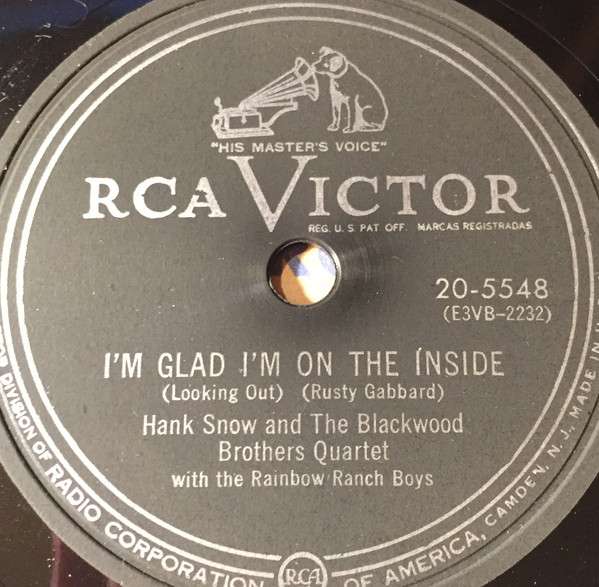 "HIS MASTER'S VOICE"
RCA VICTOR
REG. U.S. PAT. OFF. MARCAS REGISTRADAS
20-5548
(E3VB-2232)
I'M GLAD I'M ON THE INSIDE
(Looking Out) (Rusty Gabbard)
Hank Snow and The Blackwood
Brothers Quartet
with the Rainbow Ranch Boys
DIVISION OF RADIO CORPORATION OF AMERICA, CAMDEN, N. J., MADE IN U.
RCA